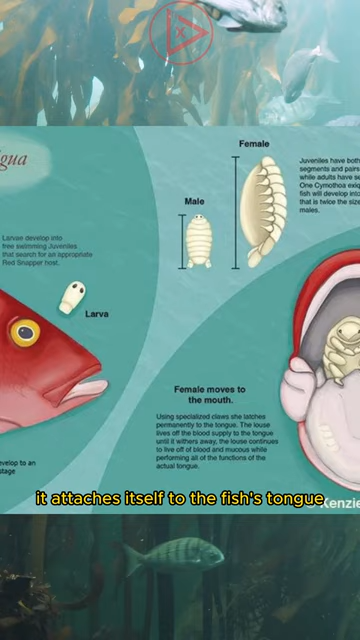 gua
Female
Male
Juveniles have both
segments and pairs
while adults have se
One Cymothoa exig
fish will develop into
that is twice the size
males.
Larvae develop into
free swimming Juveniles
that search for an appropriate
Red Snapper host.
Larva
Female moves to
the mouth.
Using specialized claws she latches
permanently to the tongue. The louse
lives off the blood supply to the tongue
until it withers away, the louse continues
to live off of blood and mucous while
performing all of the functions of the
actual tongue.
evelop to an
stage
it attaches itself to the fish's tongue
Kenzie